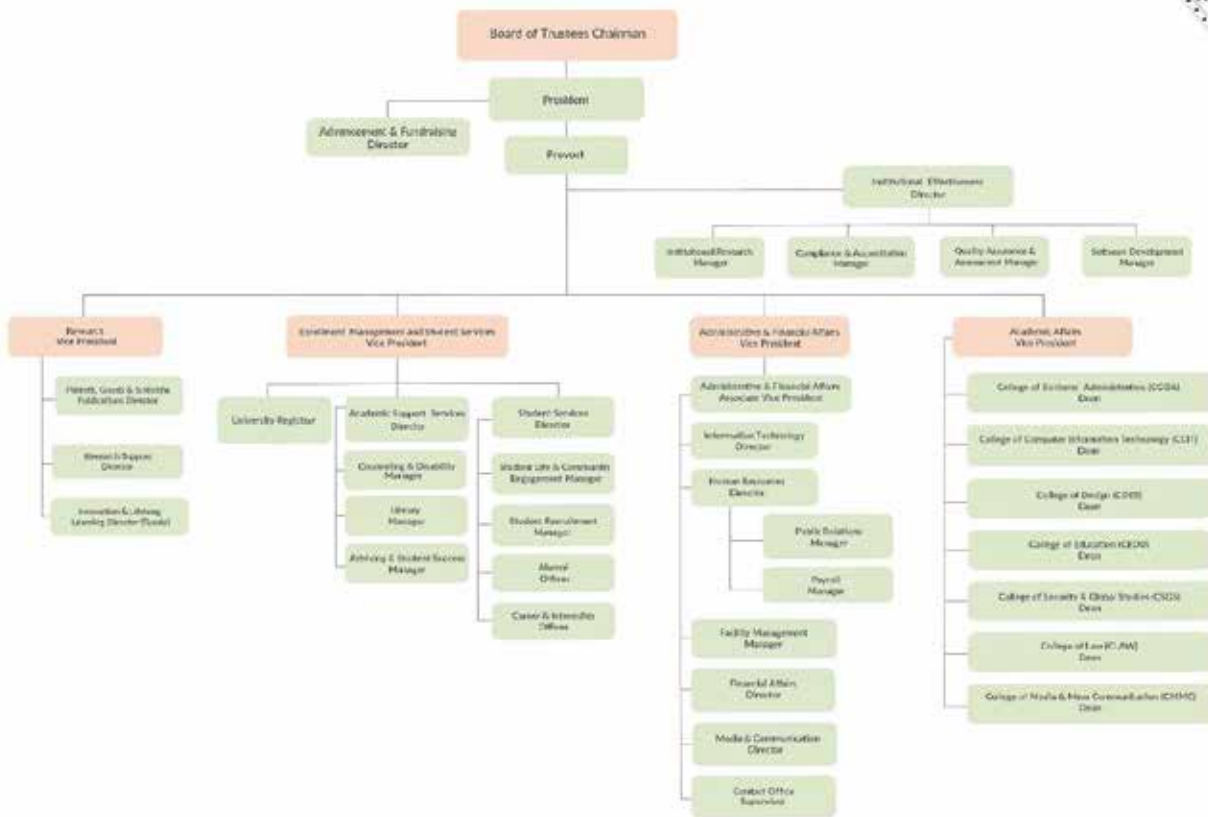 Board of Trustees Chairman
President
Advancement & Fundraising
Director
Provost
Institutional Effectiveness
Director
Institutional Research
Manager
Compliance & Accreditation
Manager
Quality Assurance &
Assessment Manager
Software Development
Manager
Research
Vice President
Enrollment Management and Student Services
Vice President
Administrative & Financial Affairs
Vice President
Academic Affairs
Vice President
Patents, Grants & Scientific
Publications Director
Research Support
Director
Innovation & Lifelong
Learning Director
University Registrar
Academic Support Services
Director
Counseling & Disability
Manager
Library
Manager
Advising & Student Success
Manager
Student Services
Director
Student Life & Community
Engagement Manager
Student Recruitment
Manager
Alumni
Officer
Career & Internship
Officer
Administrative & Financial Affairs
Associate Vice President
Information Technology
Director
Human Resources
Director
Public Relations
Manager
Payroll
Manager
Facility Management
Manager
Financial Affairs
Director
Media & Communication
Director
Contact Office
Supervisor
College of Business Administration
Dean
College of Computer Information Technology (CCIT)
Dean
College of Design
Dean
College of Education
Dean
College of Security & Global Studies (CSGS)
Dean
College of Law (CLAW)
Dean
College of Media & Mass Communication (CMMC)
Dean